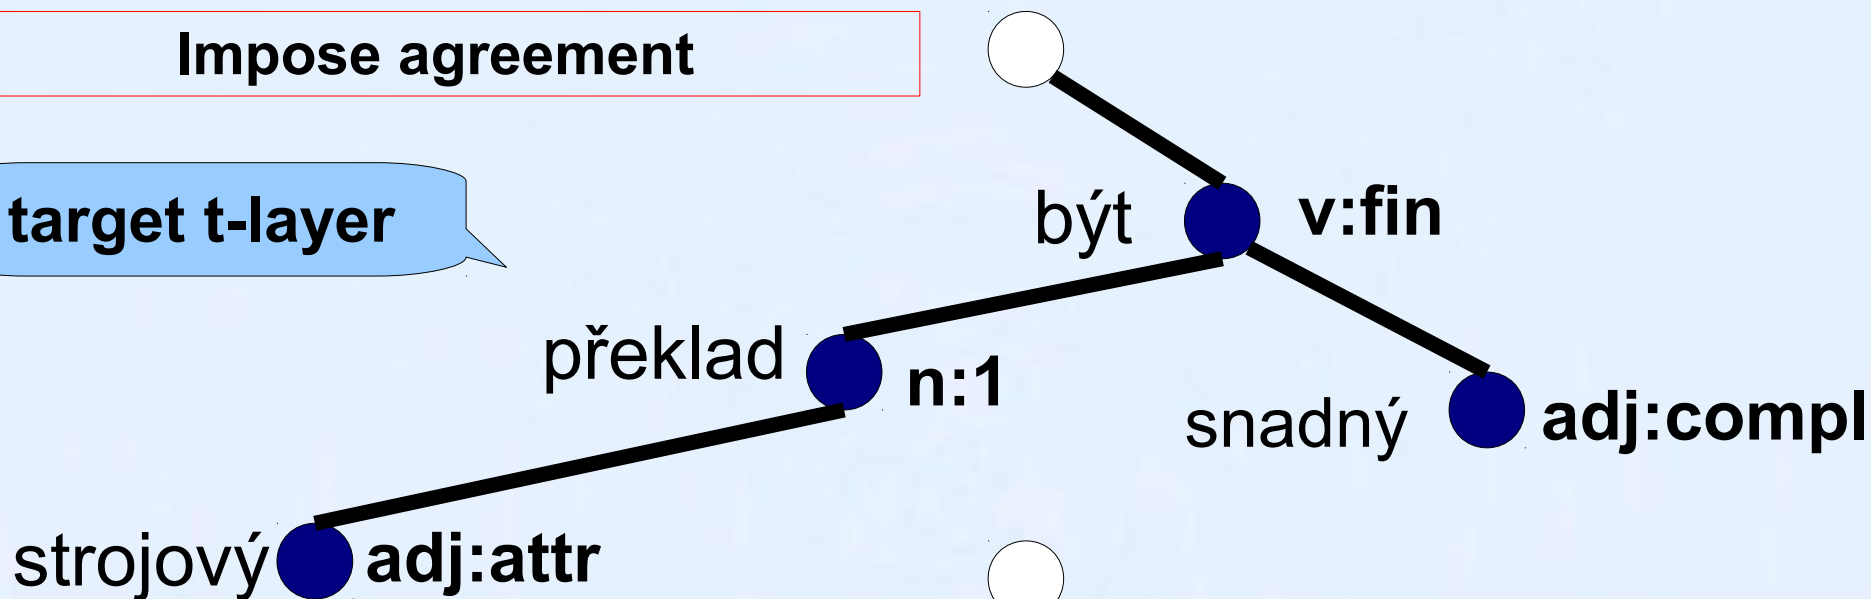 Impose agreement
target t-layer
být v:fin
překlad n:1
snadný adj:compl
strojový adj:attr